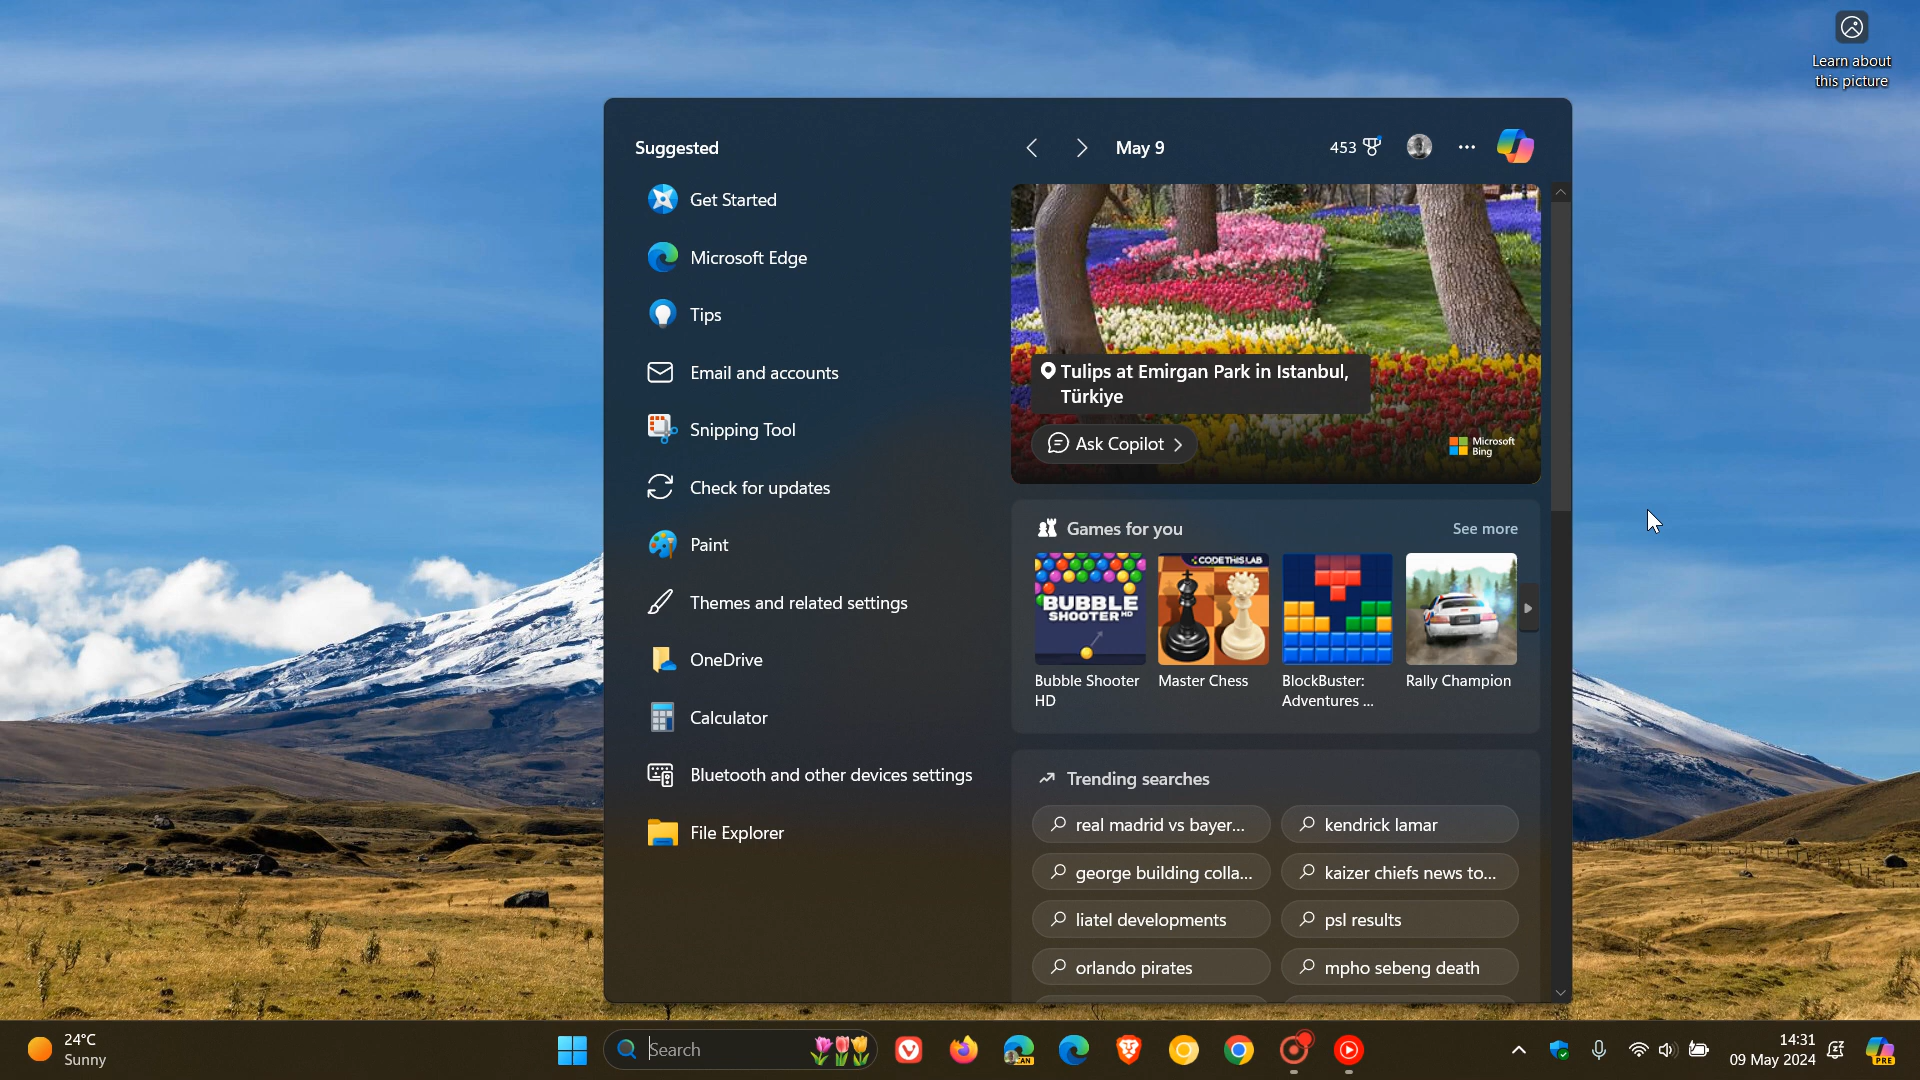 Learn about
this picture
Suggested
May 9
453
Get Started
Microsoft Edge
Tips
Email and accounts
Snipping Tool
Check for updates
Paint
Themes and related settings
OneDrive
Calculator
Bluetooth and other devices settings
File Explorer
Tulips at Emirgan Park in Istanbul,
Türkiye
Ask Copilot
Microsoft
Bing
Games for you
See more
CODETHISLAB
BUBBLE
SHOOTER HD
Bubble Shooter
HD
Master Chess
BlockBuster:
Adventures ...
Rally Champion
Trending searches
real madrid vs bayer...
kendrick lamar
george building colla...
kaizer chiefs news to...
liatel developments
psl results
orlando pirates
mpho sebeng death
24°C
Sunny
Search
CAN
14:31
09 May 2024
PRE